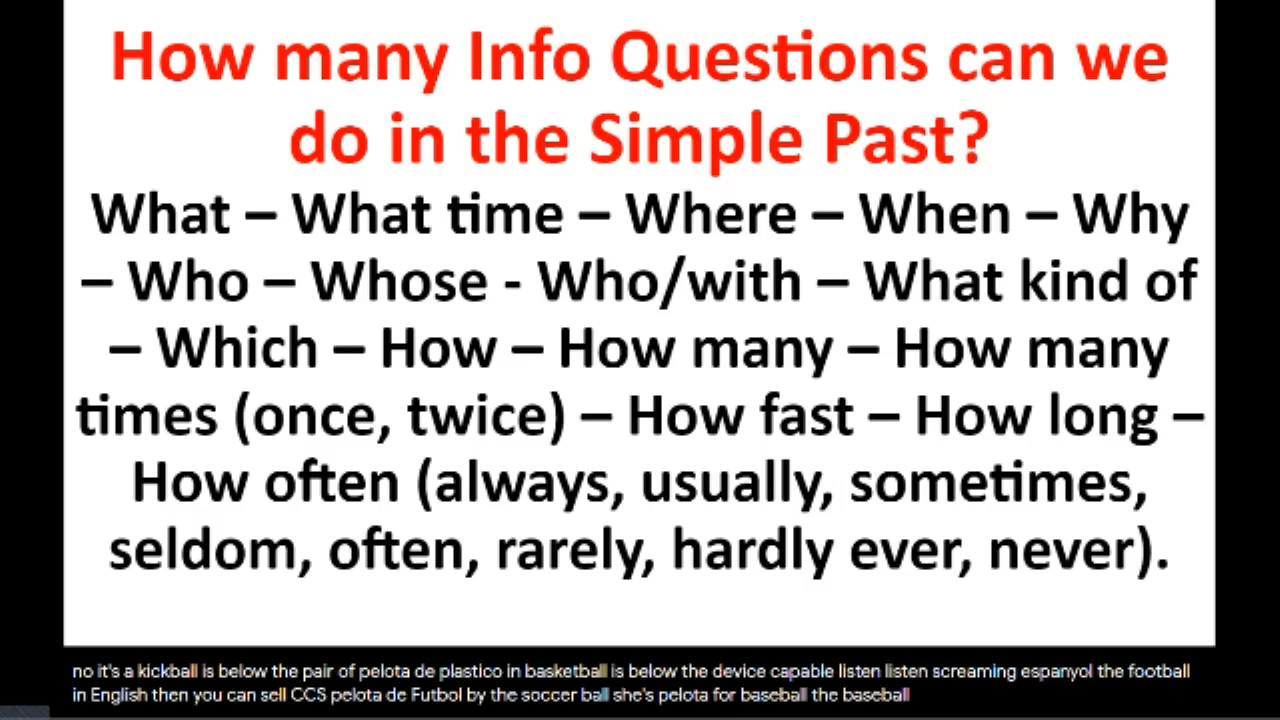 How many Info Questions can we
do in the Simple Past?
What – What time – Where – When – Why
– Who – Whose - Who/with – What kind of
– Which – How – How many – How many
times (once, twice) – How fast – How long –
How often (always, usually, sometimes,
seldom, often, rarely, hardly ever, never).
no it's a kickball is below the pair of pelota de plastico in basketball is below the device capable listen listen screaming espanyol the football
in English then you can sell CCS pelota de Futbol by the soccer ball she's pelota for baseball the baseball